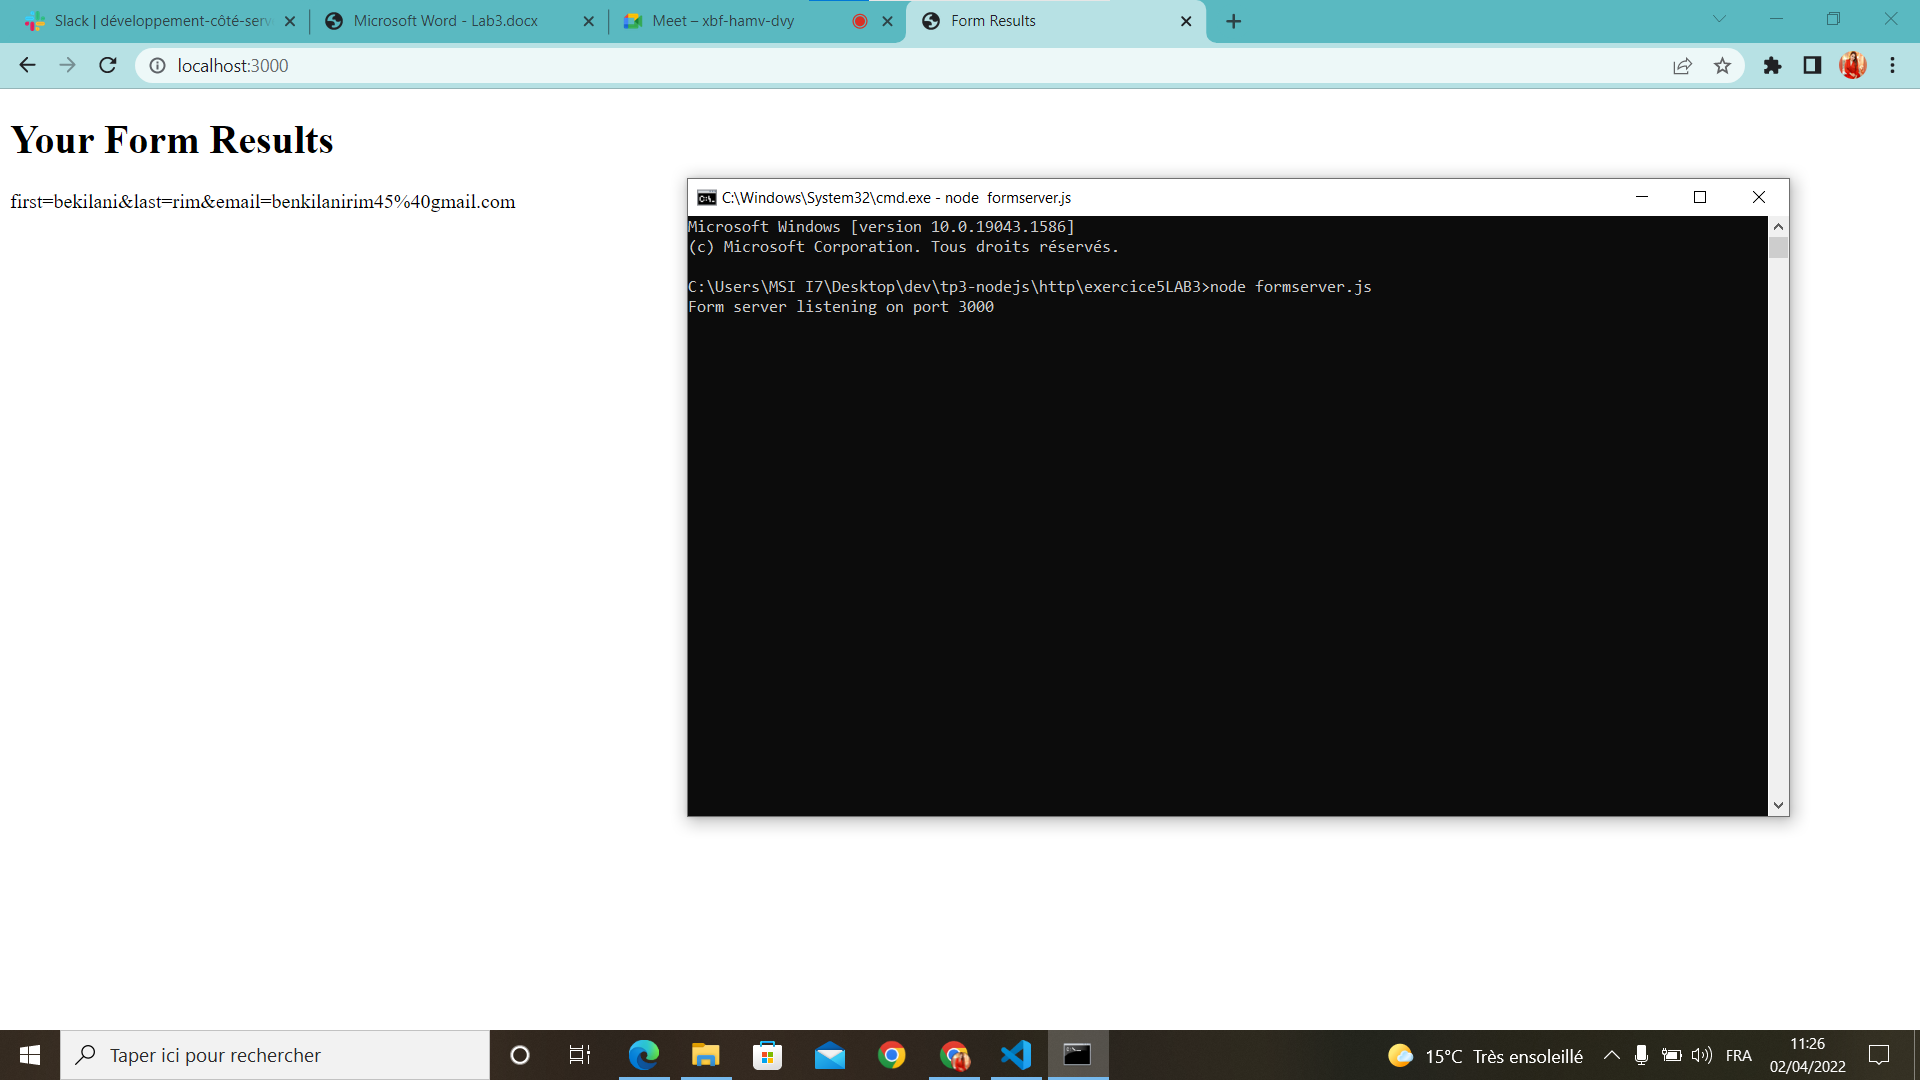 Slack | développement-côté-serv
Microsoft Word - Lab3.docx
Meet – xbf-hamv-dvy
Form Results
localhost:3000
Your Form Results
first=bekilani&last=rim&email=benkilanirim45%40gmail.com
C:\Windows\System32\cmd.exe - node  formserver.js
Microsoft Windows [version 10.0.19043.1586]
(c) Microsoft Corporation. Tous droits réservés.
C:\Users\MSI I7\Desktop\dev\tp3-nodejs\http\exercice5LAB3>node formserver.js
Form server listening on port 3000
Taper ici pour rechercher
15°C Très ensoleillé
FRA
11:26
02/04/2022